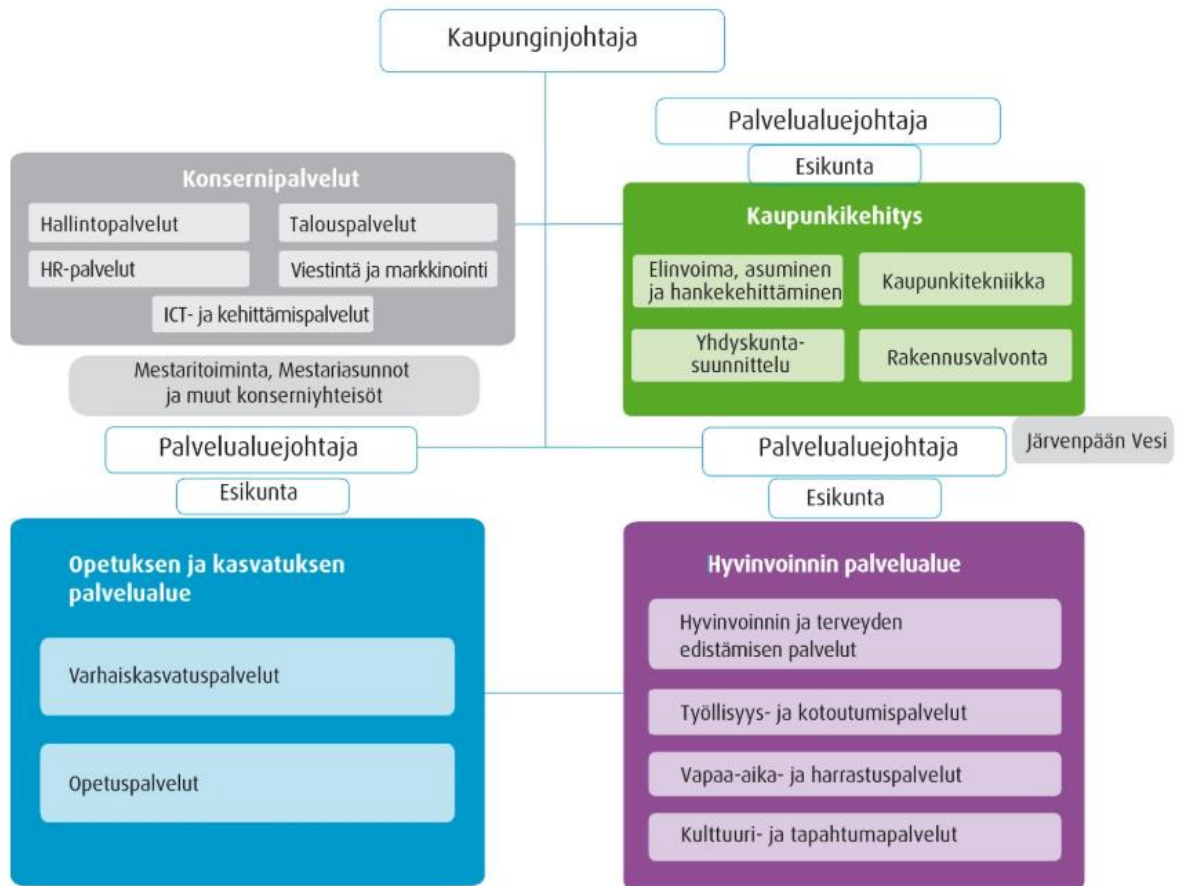 Kaupunginjohtaja
Palvelualuejohtaja
Esikunta
Konsernipalvelut
Hallintopalvelut
Talouspalvelut
HR-palvelut
Viestintä ja markkinointi
ICT- ja kehittämispalvelut
Mestaritoiminta, Mestariasunnot
ja muut konserniyhteisöt
Kaupunkikehitys
Elinvoima, asuminen
ja hankekehittäminen
Kaupunkitekniikka
Yhdyskunta-
suunnittelu
Rakennusvalvonta
Järvenpään Vesi
Palvelualuejohtaja
Esikunta
Opetuksen ja kasvatuksen
palvelualue
Varhaiskasvatuspalvelut
Opetuspalvelut
Palvelualuejohtaja
Esikunta
Hyvinvoinnin palvelualue
Hyvinvoinnin ja terveyden
edistämisen palvelut
Työllisyys- ja kotoutumispalvelut
Vapaa-aika- ja harrastuspalvelut
Kulttuuri- ja tapahtumapalvelut